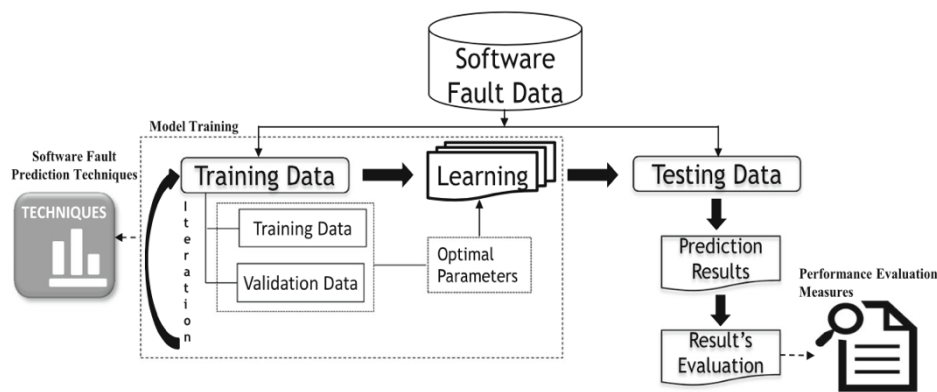 Software
Fault Data
Model Training
Software Fault
Prediction Techniques
TECHNIQUES
Training Data
Learning
Testing Data
Iteration
Training Data
Validation Data
Optimal
Parameters
Prediction
Results
Performance Evaluation
Measures
Result's
Evaluation